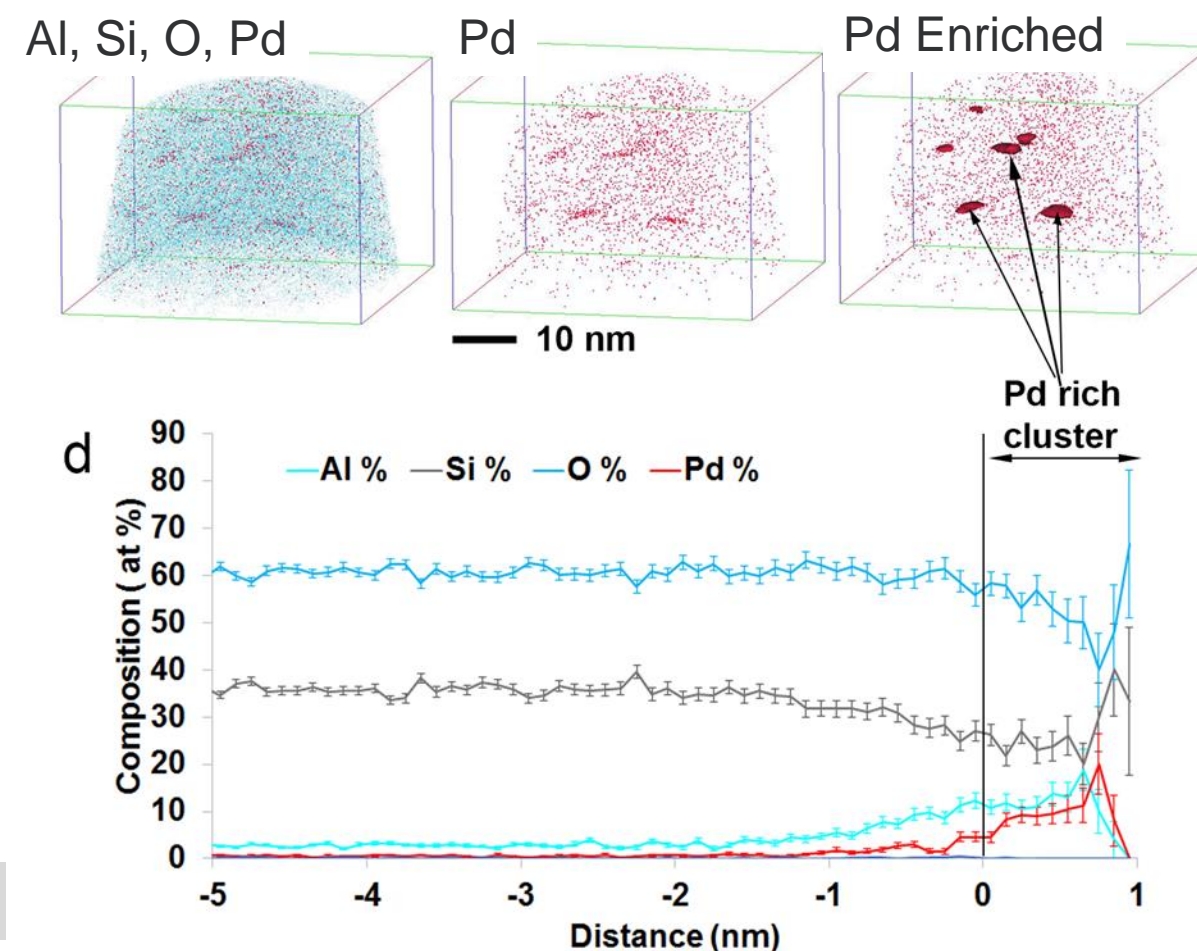 Al, Si, O, Pd
Pd
Pd Enriched
10 nm
Pd rich
cluster
d
Al %
Si %
O %
Pd %
Composition ( at %)
90
80
70
60
50
40
30
20
10
0
-5
-4
-3
-2
-1
0
1
Distance (nm)